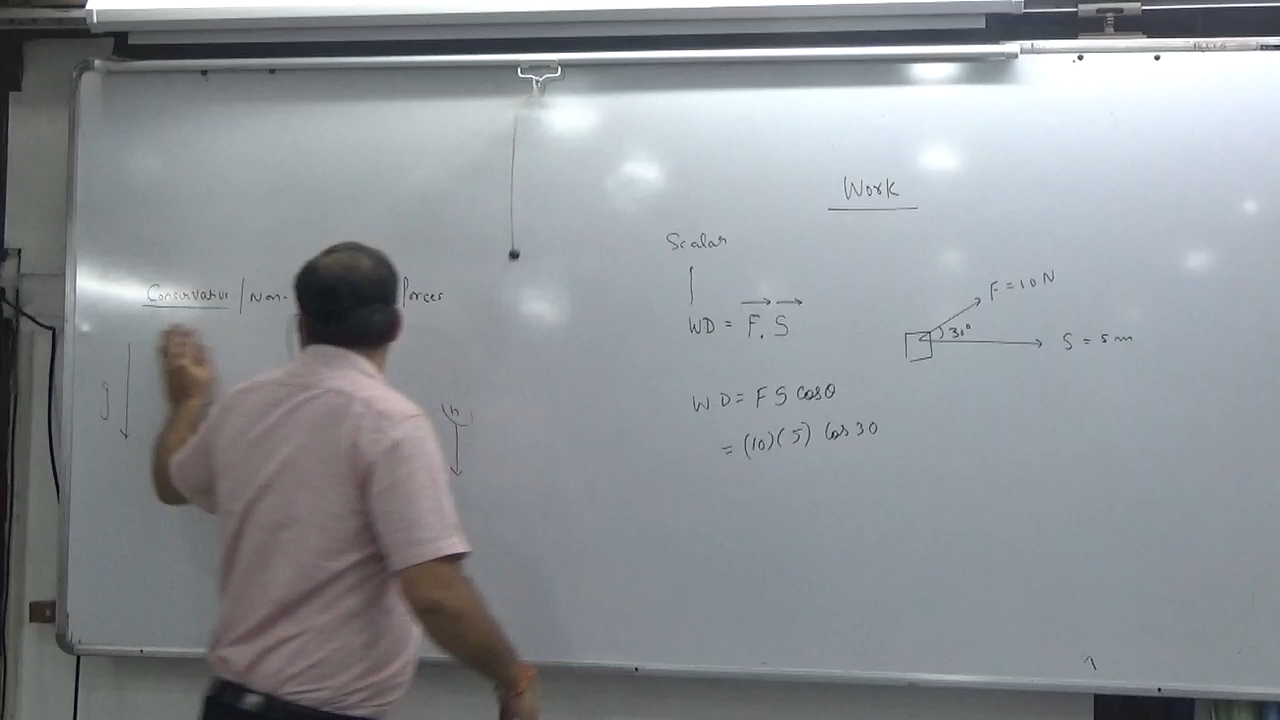 Work
Scalar
Conservative / Non- Forces
WD = F . S
F = 10 N
30°
S = 5 m
g
(h)
WD = F S cosθ
= (10)(5) Cos 30